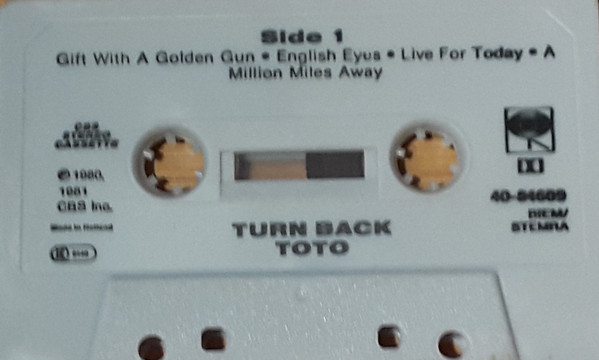 Side 1
Gift With A Golden Gun • English Eyus • Live For Today • A
Million Miles Away
CBS
STEREO
CASSETTE
℗ 1980,
1981
CBS Inc.
Made in Holland
40-84609
BIEM/
STEMRA
TURN BACK
TOTO